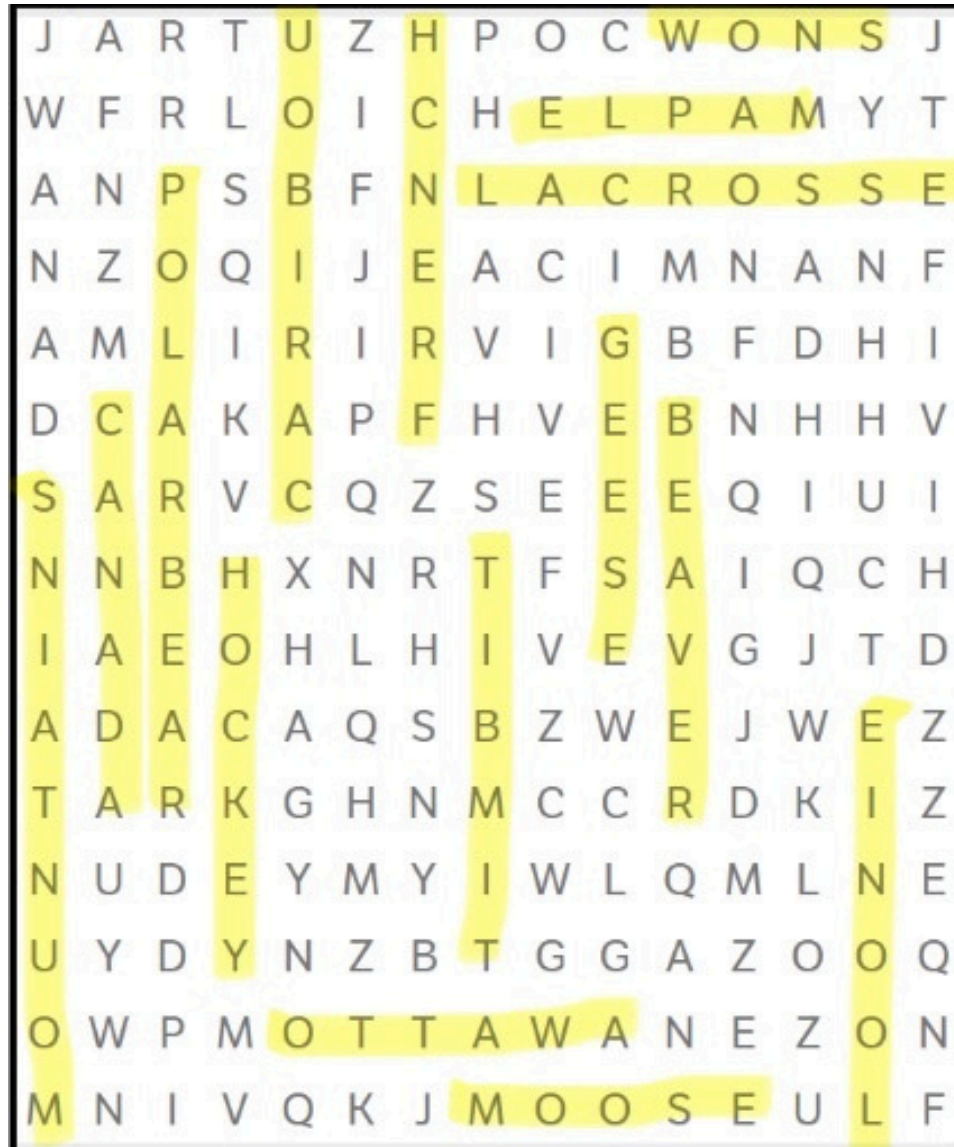 J A R T U Z H P O C W O N S J
W F R L O I C H E L P A M Y T
A N P S B F N L A C R O S S E
N Z O Q I J E A C I M N A N F
A M L I R I R V I G B F D H I
D C A K A P F H V E B N H H V
S A R V C Q Z S E E E Q I U I
N N B H X N R T F S A I Q C H
I A E O H L H I V E V G J T D
A D A C A Q S B Z W E J W E Z
T A R K G H N M C C R D K I Z
N U D E Y M Y I W L Q M L N E
U Y D Y N Z B T G G A Z O O Q
O W P M O T T A W A N E Z O N
M N I V Q K J M O O S E U L F